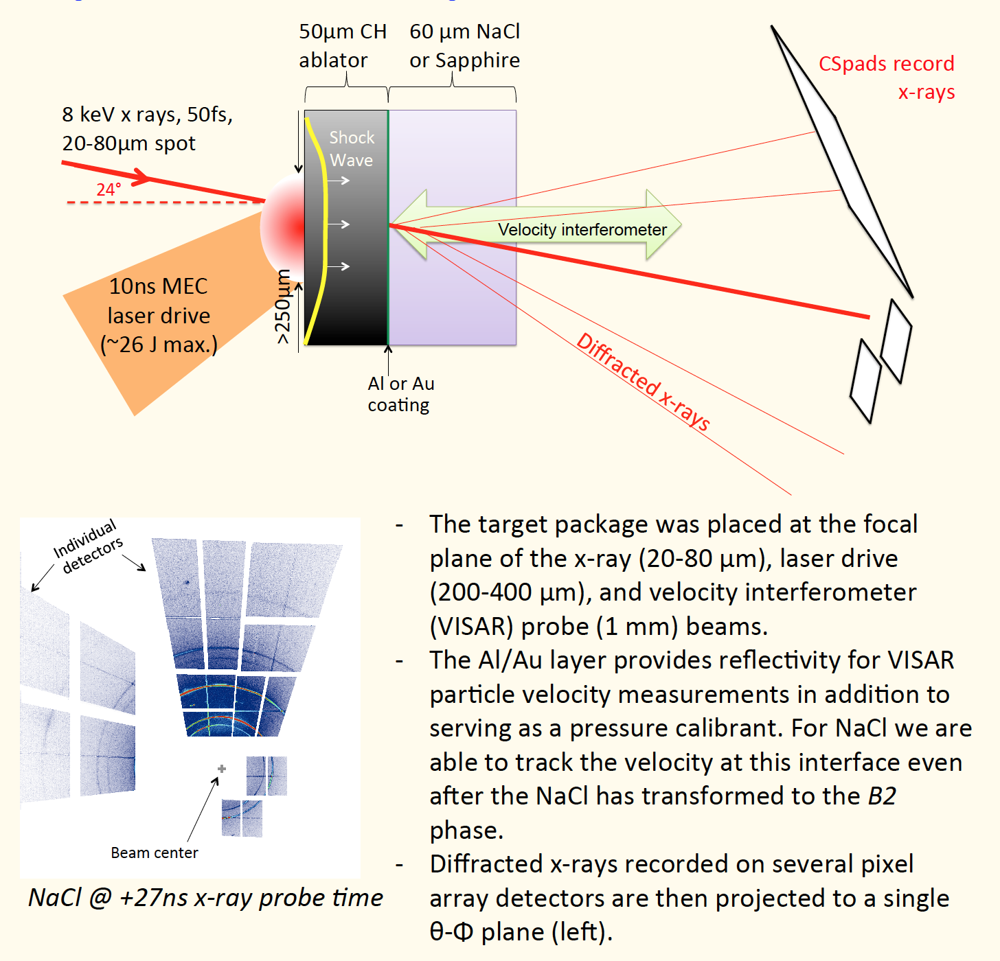 50μm CH
ablator
60 μm NaCl
or Sapphire
CSpads record
x-rays
8 keV x rays, 50fs,
20-80μm spot
24°
Shock
Wave
Velocity interferometer
10ns MEC
laser drive
(~26 J max.)
>250μm
Al or Au
coating
Diffracted x-rays
Individual
detectors
Beam center
NaCl @ +27ns x-ray probe time
- The target package was placed at the focal
plane of the x-ray (20-80 μm), laser drive
(200-400 μm), and velocity interferometer
(VISAR) probe (1 mm) beams.
- The Al/Au layer provides reflectivity for VISAR
particle velocity measurements in addition to
serving as a pressure calibrant. For NaCl we are
able to track the velocity at this interface even
after the NaCl has transformed to the B2
phase.
- Diffracted x-rays recorded on several pixel
array detectors are then projected to a single
θ-Φ plane (left).